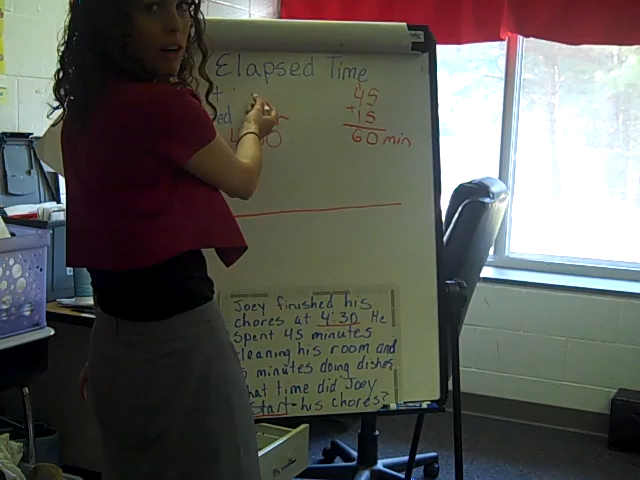 Elapsed Time
45
+15
60 min
Joey finished his
chores at 4:30 He
spent 45 minutes
cleaning his room and
minutes doing dishes
time did Joey
start his chores?